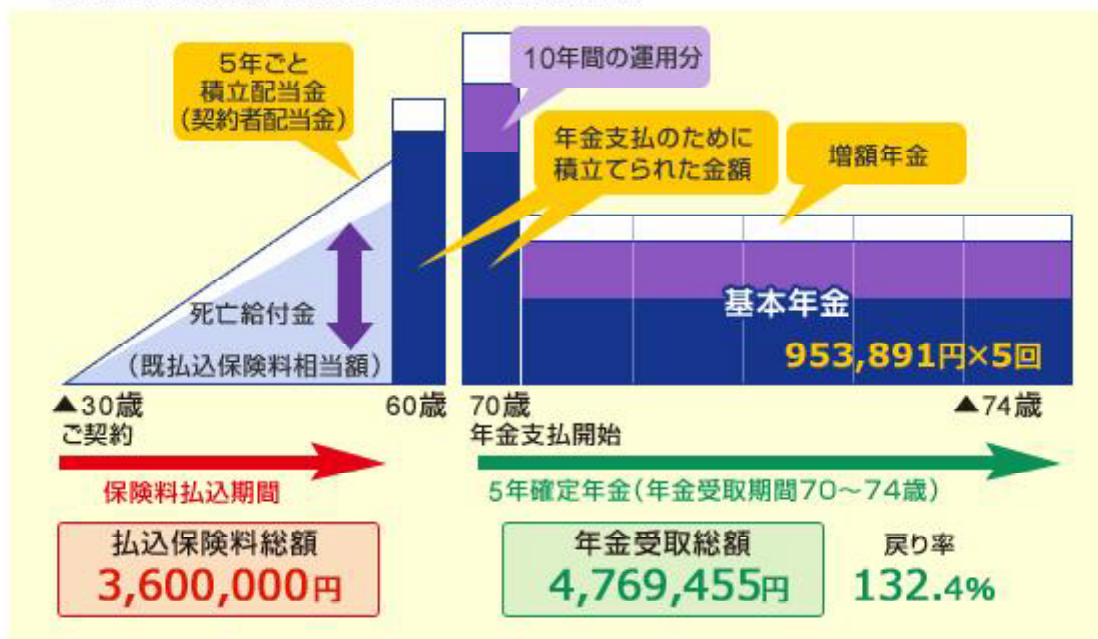 5年ごと
積立配当金
(契約者配当金)
10年間の運用分
年金支払のために
積立てられた金額
増額年金
死亡給付金
(既払込保険料相当額)
基本年金
953,891円×5回
▲30歳
ご契約
60歳
70歳
年金支払開始
▲74歳
保険料払込期間
5年確定年金(年金受取期間70～74歳)
払込保険料総額
3,600,000円
年金受取総額
4,769,455円
戻り率
132.4%